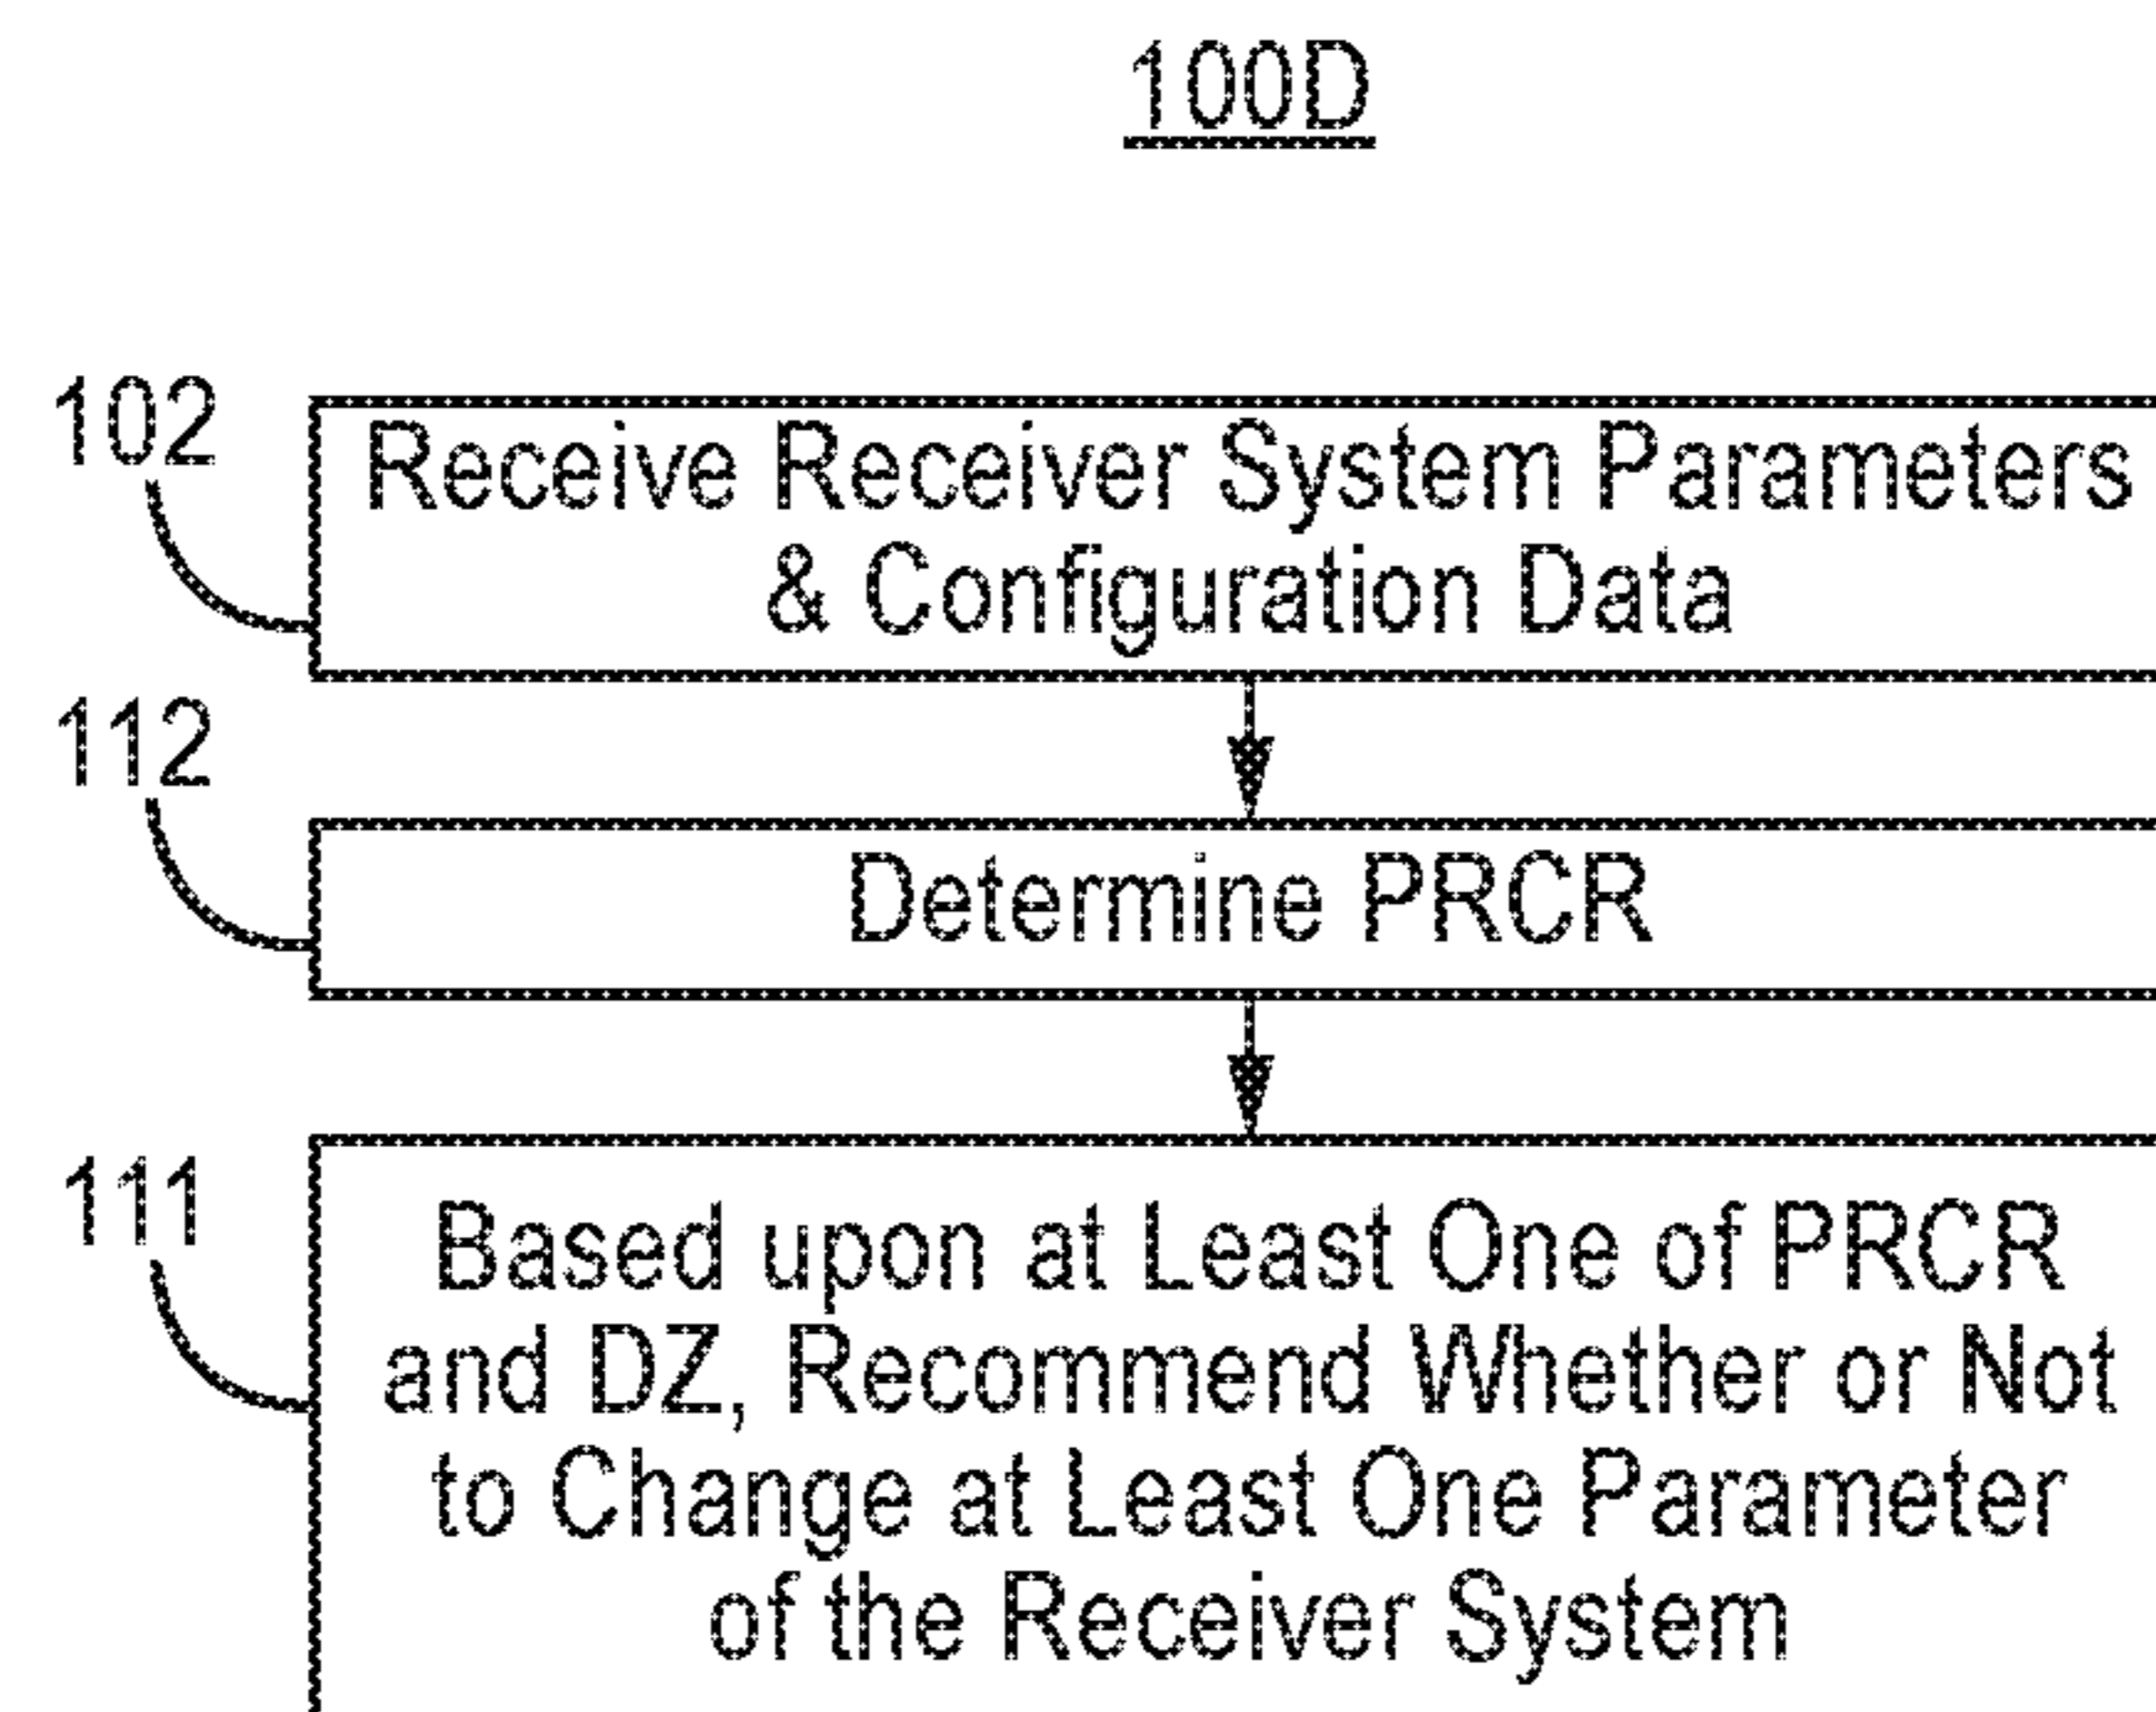 100D
102
Receive Receiver System Parameters
& Configuration Data
112
Determine PRCR
111
Based upon at Least One of PRCR
and DZ, Recommend Whether or Not
to Change at Least One Parameter
of the Receiver System